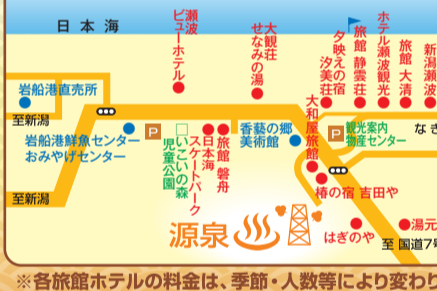 日本海
瀬波
ビューホテル
大観荘
せなみの湯
夕映えの宿
汐美荘
旅館 静雲荘
ホテル瀬波観光
旅館 大清
新潟瀬波
岩船港直売所
至新潟
岩船港鮮魚センター
おみやげセンター
P
□いこいの森
児童公園
日本海
スケートパーク
旅館 磐舟
香藝の郷
美術館
大和屋旅館
P
観光案内
物産センター
なぎ
至新潟
椿の宿 吉田や
源泉
はぎのや
湯元
至 国道7号
※各旅館ホテルの料金は、季節・人数等により変わり